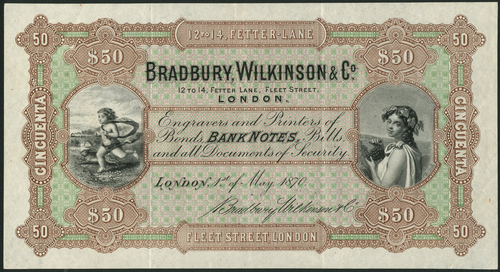 50 12 TO 14, FETTER-LANE 50
$50 $50
BRADBURY, WILKINSON & Co.
12 TO 14, FETTER LANE, FLEET STREET,
LONDON.
CINCUENTA
CINCUENTA
Engravers and Printers of
Bonds, BANK NOTES, Bills,
and all Documents of Security.
LONDON. 1st of May 1870.
Bradbury Wilkinson & Co
$50 $50
50 FLEET STREET, LONDON 50